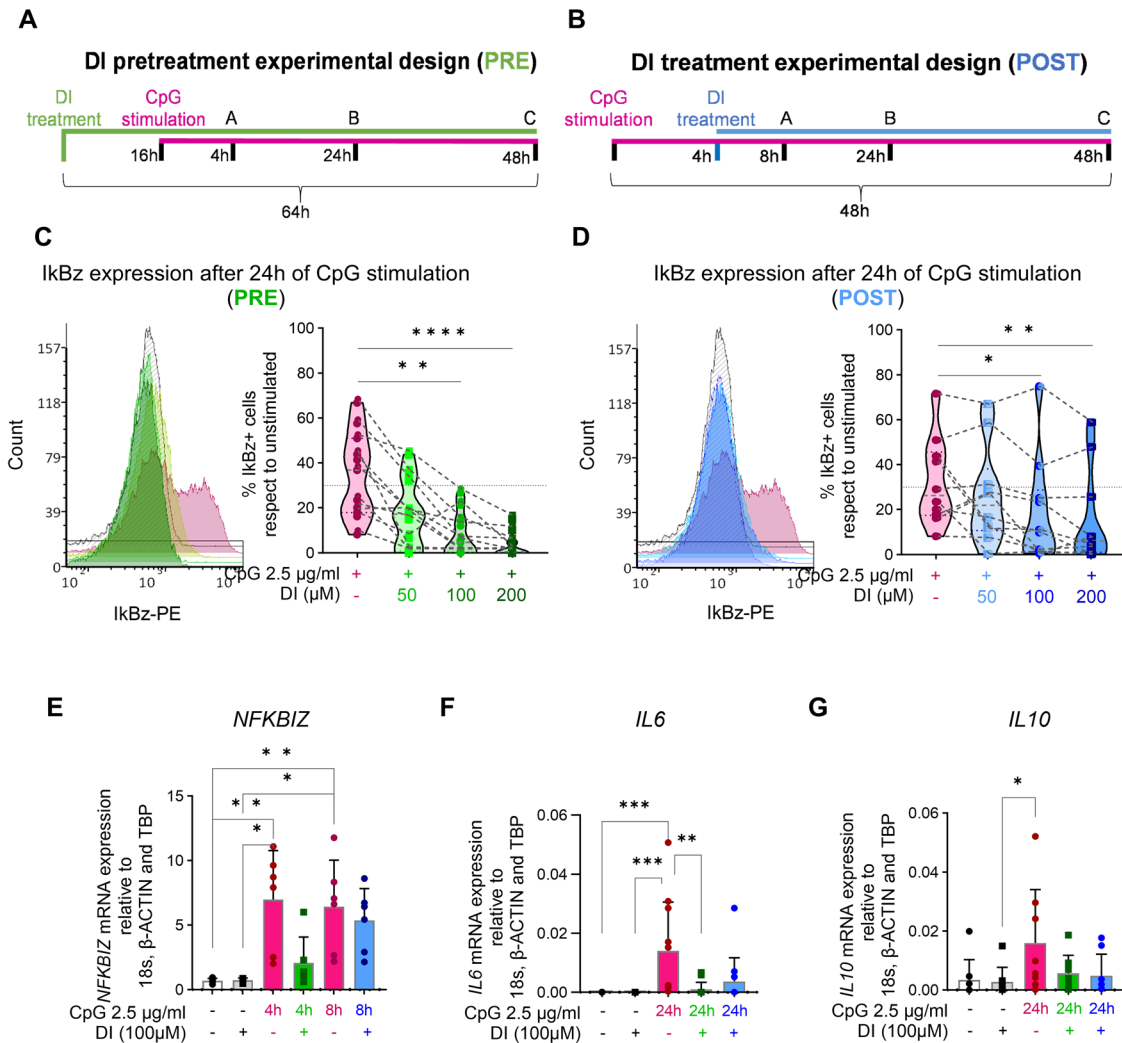 A
DI pretreatment experimental design (PRE)
DI
treatment
CpG
stimulation
A
B
C
16h
4h
24h
48h
64h
B
DI treatment experimental design (POST)
CpG
stimulation
DI
treatment
A
B
C
4h
8h
24h
48h
48h
C
IkBz expression after 24h of CpG stimulation
(PRE)
Count
157
118
79
39
0
10²
10³
10⁴
IkBz-PE
% IkBz+ cells
respect to unstimulated
100
80
60
40
20
0
* * * *
* *
CpG 2.5 µg/ml
+ + + +
DI (µM)
- 50 100 200
D
IkBz expression after 24h of CpG stimulation
(POST)
Count
157
118
79
39
0
10²
10³
10⁴
IkBz-PE
% IkBz+ cells
respect to unstimulated
100
80
60
40
20
0
* *
*
CpG 2.5 µg/ml
+ + + +
DI (µM)
- 50 100 200
E
NFKBIZ
* *
*
* *
*
NFKBIZ mRNA expression
relative to
18s, β-ACTIN and TBP
15
10
5
0
CpG 2.5 µg/ml - - 4h 4h 8h 8h
DI (100µM) - + - + - +
F
IL6
***
***
**
IL6 mRNA expression
relative to
18s, β-ACTIN and TBP
0.06
0.04
0.02
0.00
CpG 2.5 µg/ml - - 24h 24h 24h
DI (100µM) - + - + +
G
IL10
*
IL10 mRNA expression
relative to
18s, β-ACTIN and TBP
0.06
0.04
0.02
0.00
CpG 2.5 µg/ml - - 24h 24h 24h
DI (100µM) - + - + +